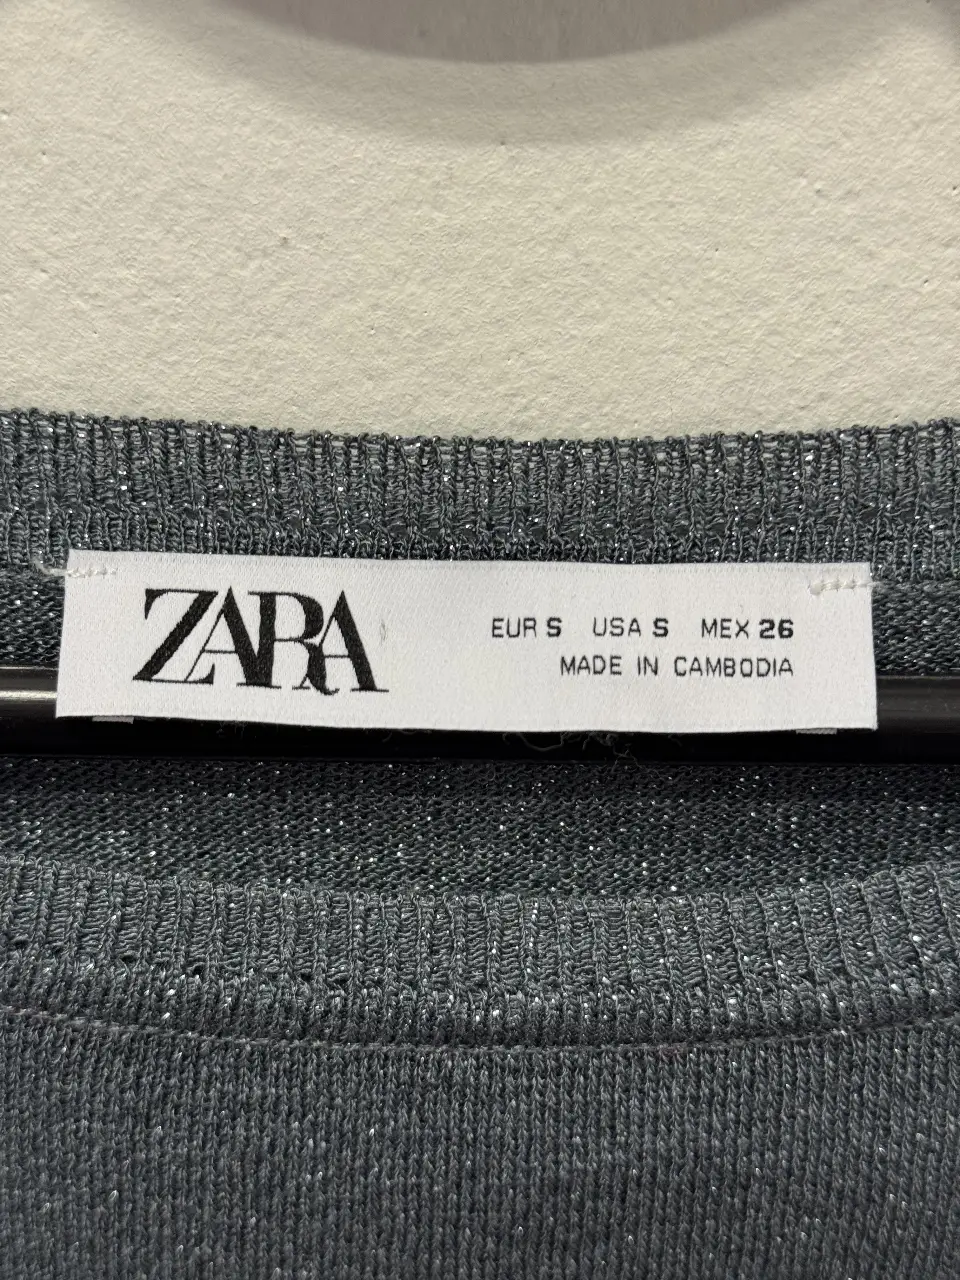 ZARA
EUR S USA S MEX 26
MADE IN CAMBODIA